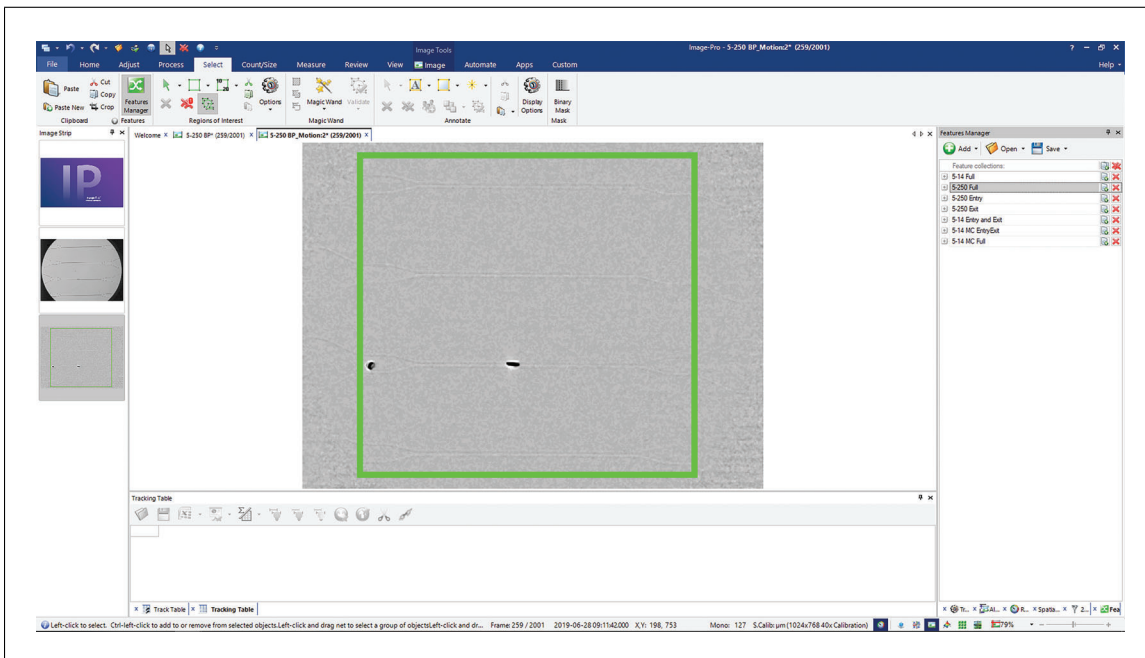 Image Tools
Image-Pro - 5-250 BP_Motion:2* (259/2001)
File Home Adjust Process Select Count/Size Measure Review View Image Automate Apps Custom Help
Paste Cut
Copy
Paste New Crop
Features Manager
Options
Magic Wand Validate
Display Options
Binary Mask
Clipboard Features Regions of Interest Magic Wand Annotate Mask
Image Strip
Welcome × 5-250 BP* (259/2001) × 5-250 BP_Motion:2* (259/2001) ×
Features Manager
Add Open Save
Feature collections:
5-14 Full
5-250 Full
5-250 Entry
5-250 Exit
5-14 Entry and Exit
5-14 MC EntryExit
5-14 MC Full
IP
Tracking Table
× Track Table × Tracking Table
× Tr... × Al... × R... × Spatia... × 2... × Fea
Left-click to select. Ctrl-left-click to add to or remove from selected objects.Left-click and drag net to select a group of objectsLeft-click and dr... Frame: 259 / 2001 2019-06-28 09:11:42.000 X,Y: 198, 753 Mono: 127 S.Calib: µm (1024x768 40x Calibration) 79%